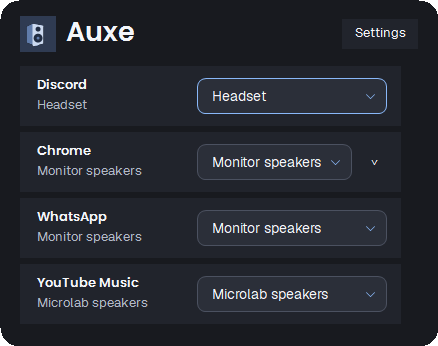 Auxe
Settings
Discord
Headset
Headset
Chrome
Monitor speakers
Monitor speakers
v
WhatsApp
Monitor speakers
Monitor speakers
YouTube Music
Microlab speakers
Microlab speakers